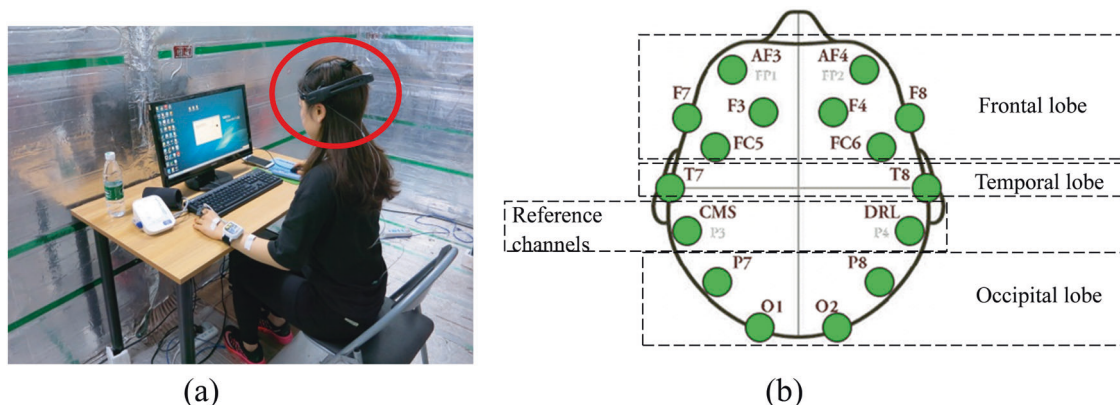 AF3 AF4
FP1 FP2
Frontal lobe
F7 F3 F4 F8
FC5 FC6
T7 T8
Temporal lobe
Reference
channels
CMS DRL
P3 P4
P7 P8
Occipital lobe
O1 O2
(a) (b)